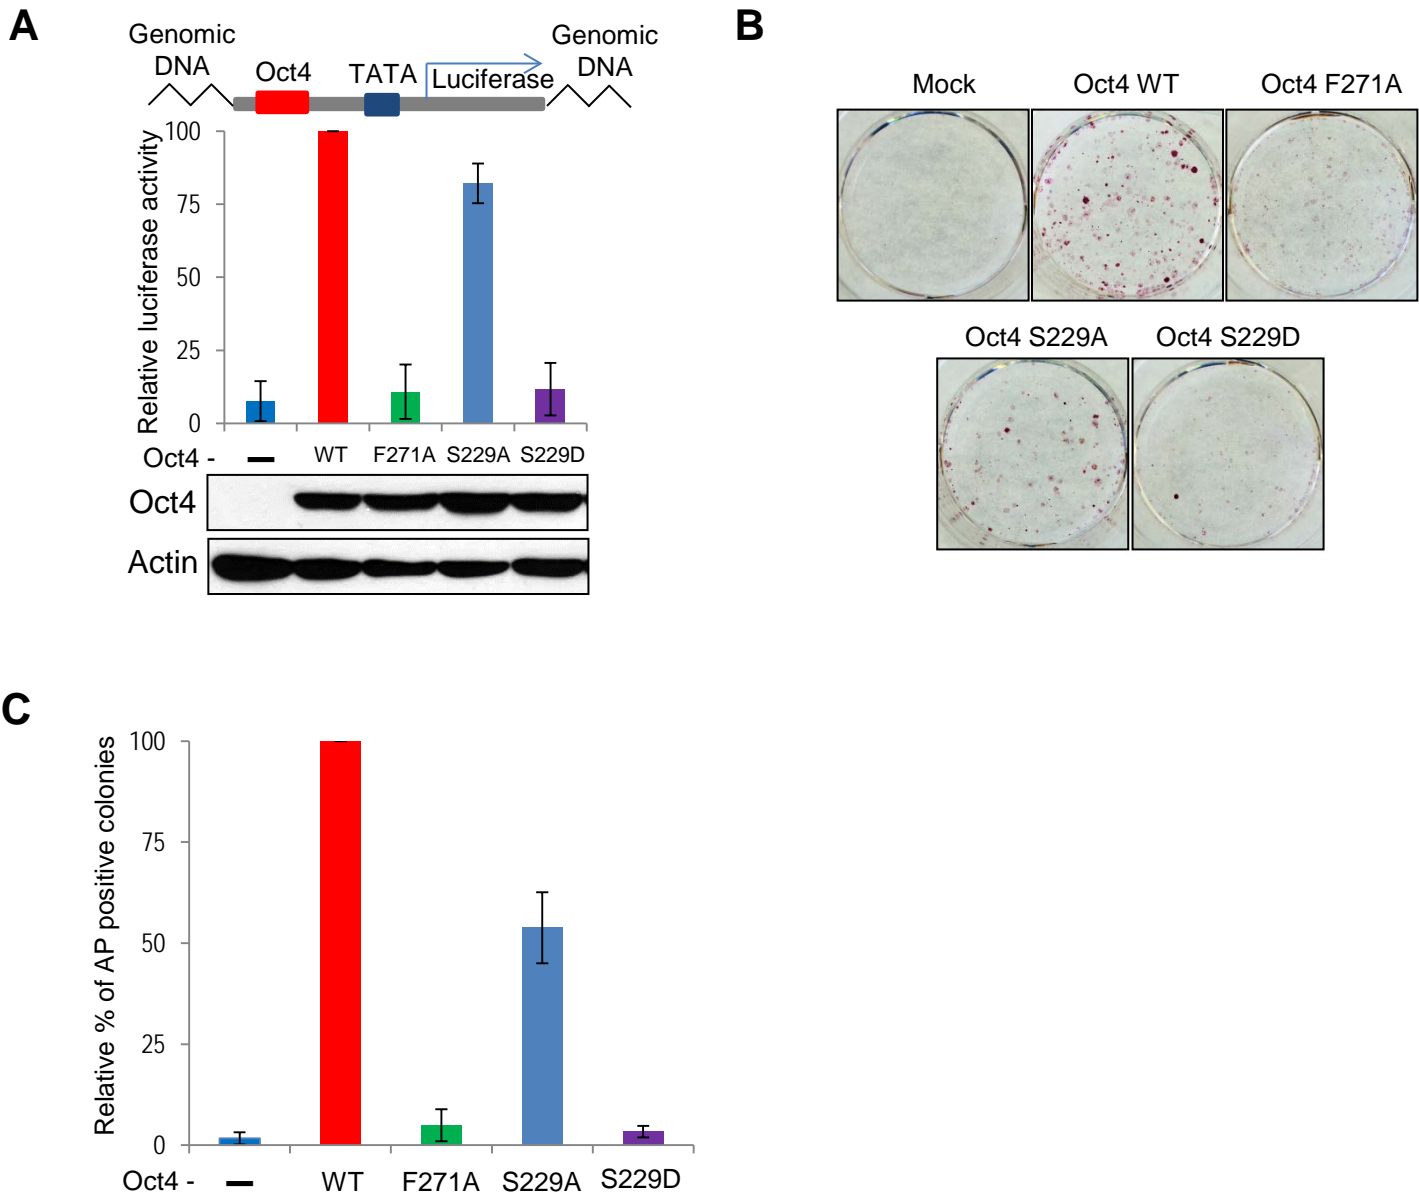 A
Genomic
DNA
Oct4
TATA
Luciferase
Genomic
DNA
Relative luciferase activity
100
75
50
25
0
Oct4 - – WT F271A S229A S229D
Oct4
Actin
B
Mock Oct4 WT Oct4 F271A
Oct4 S229A Oct4 S229D
C
Relative % of AP positive colonies
100
75
50
25
0
Oct4 - – WT F271A S229A S229D